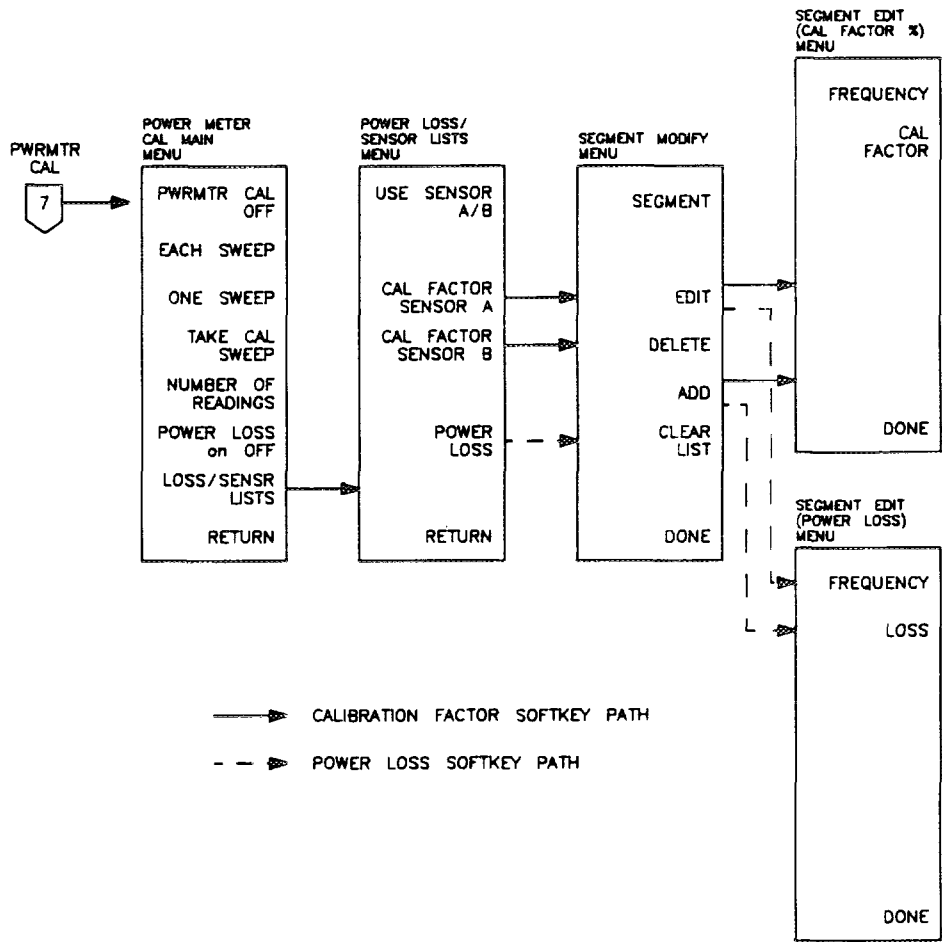 PWRMTR
CAL
7
POWER METER
CAL MAIN
MENU
PWRMTR CAL
OFF
EACH SWEEP
ONE SWEEP
TAKE CAL
SWEEP
NUMBER OF
READINGS
POWER LOSS
on OFF
LOSS/SENSR
LISTS
RETURN
POWER LOSS/
SENSOR LISTS
MENU
USE SENSOR
A/B
CAL FACTOR
SENSOR A
CAL FACTOR
SENSOR B
POWER
LOSS
RETURN
SEGMENT MODIFY
MENU
SEGMENT
EDIT
DELETE
ADD
CLEAR
LIST
DONE
SEGMENT EDIT
(CAL FACTOR %)
MENU
FREQUENCY
CAL
FACTOR
DONE
SEGMENT EDIT
(POWER LOSS)
MENU
FREQUENCY
LOSS
DONE
CALIBRATION FACTOR SOFTKEY PATH
POWER LOSS SOFTKEY PATH